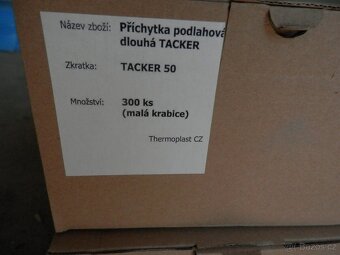 Název zboží: Příchytka podlahová
dlouhá TACKER
Zkratka: TACKER 50
Množství: 300 ks
(malá krabice)
Thermoplast CZ